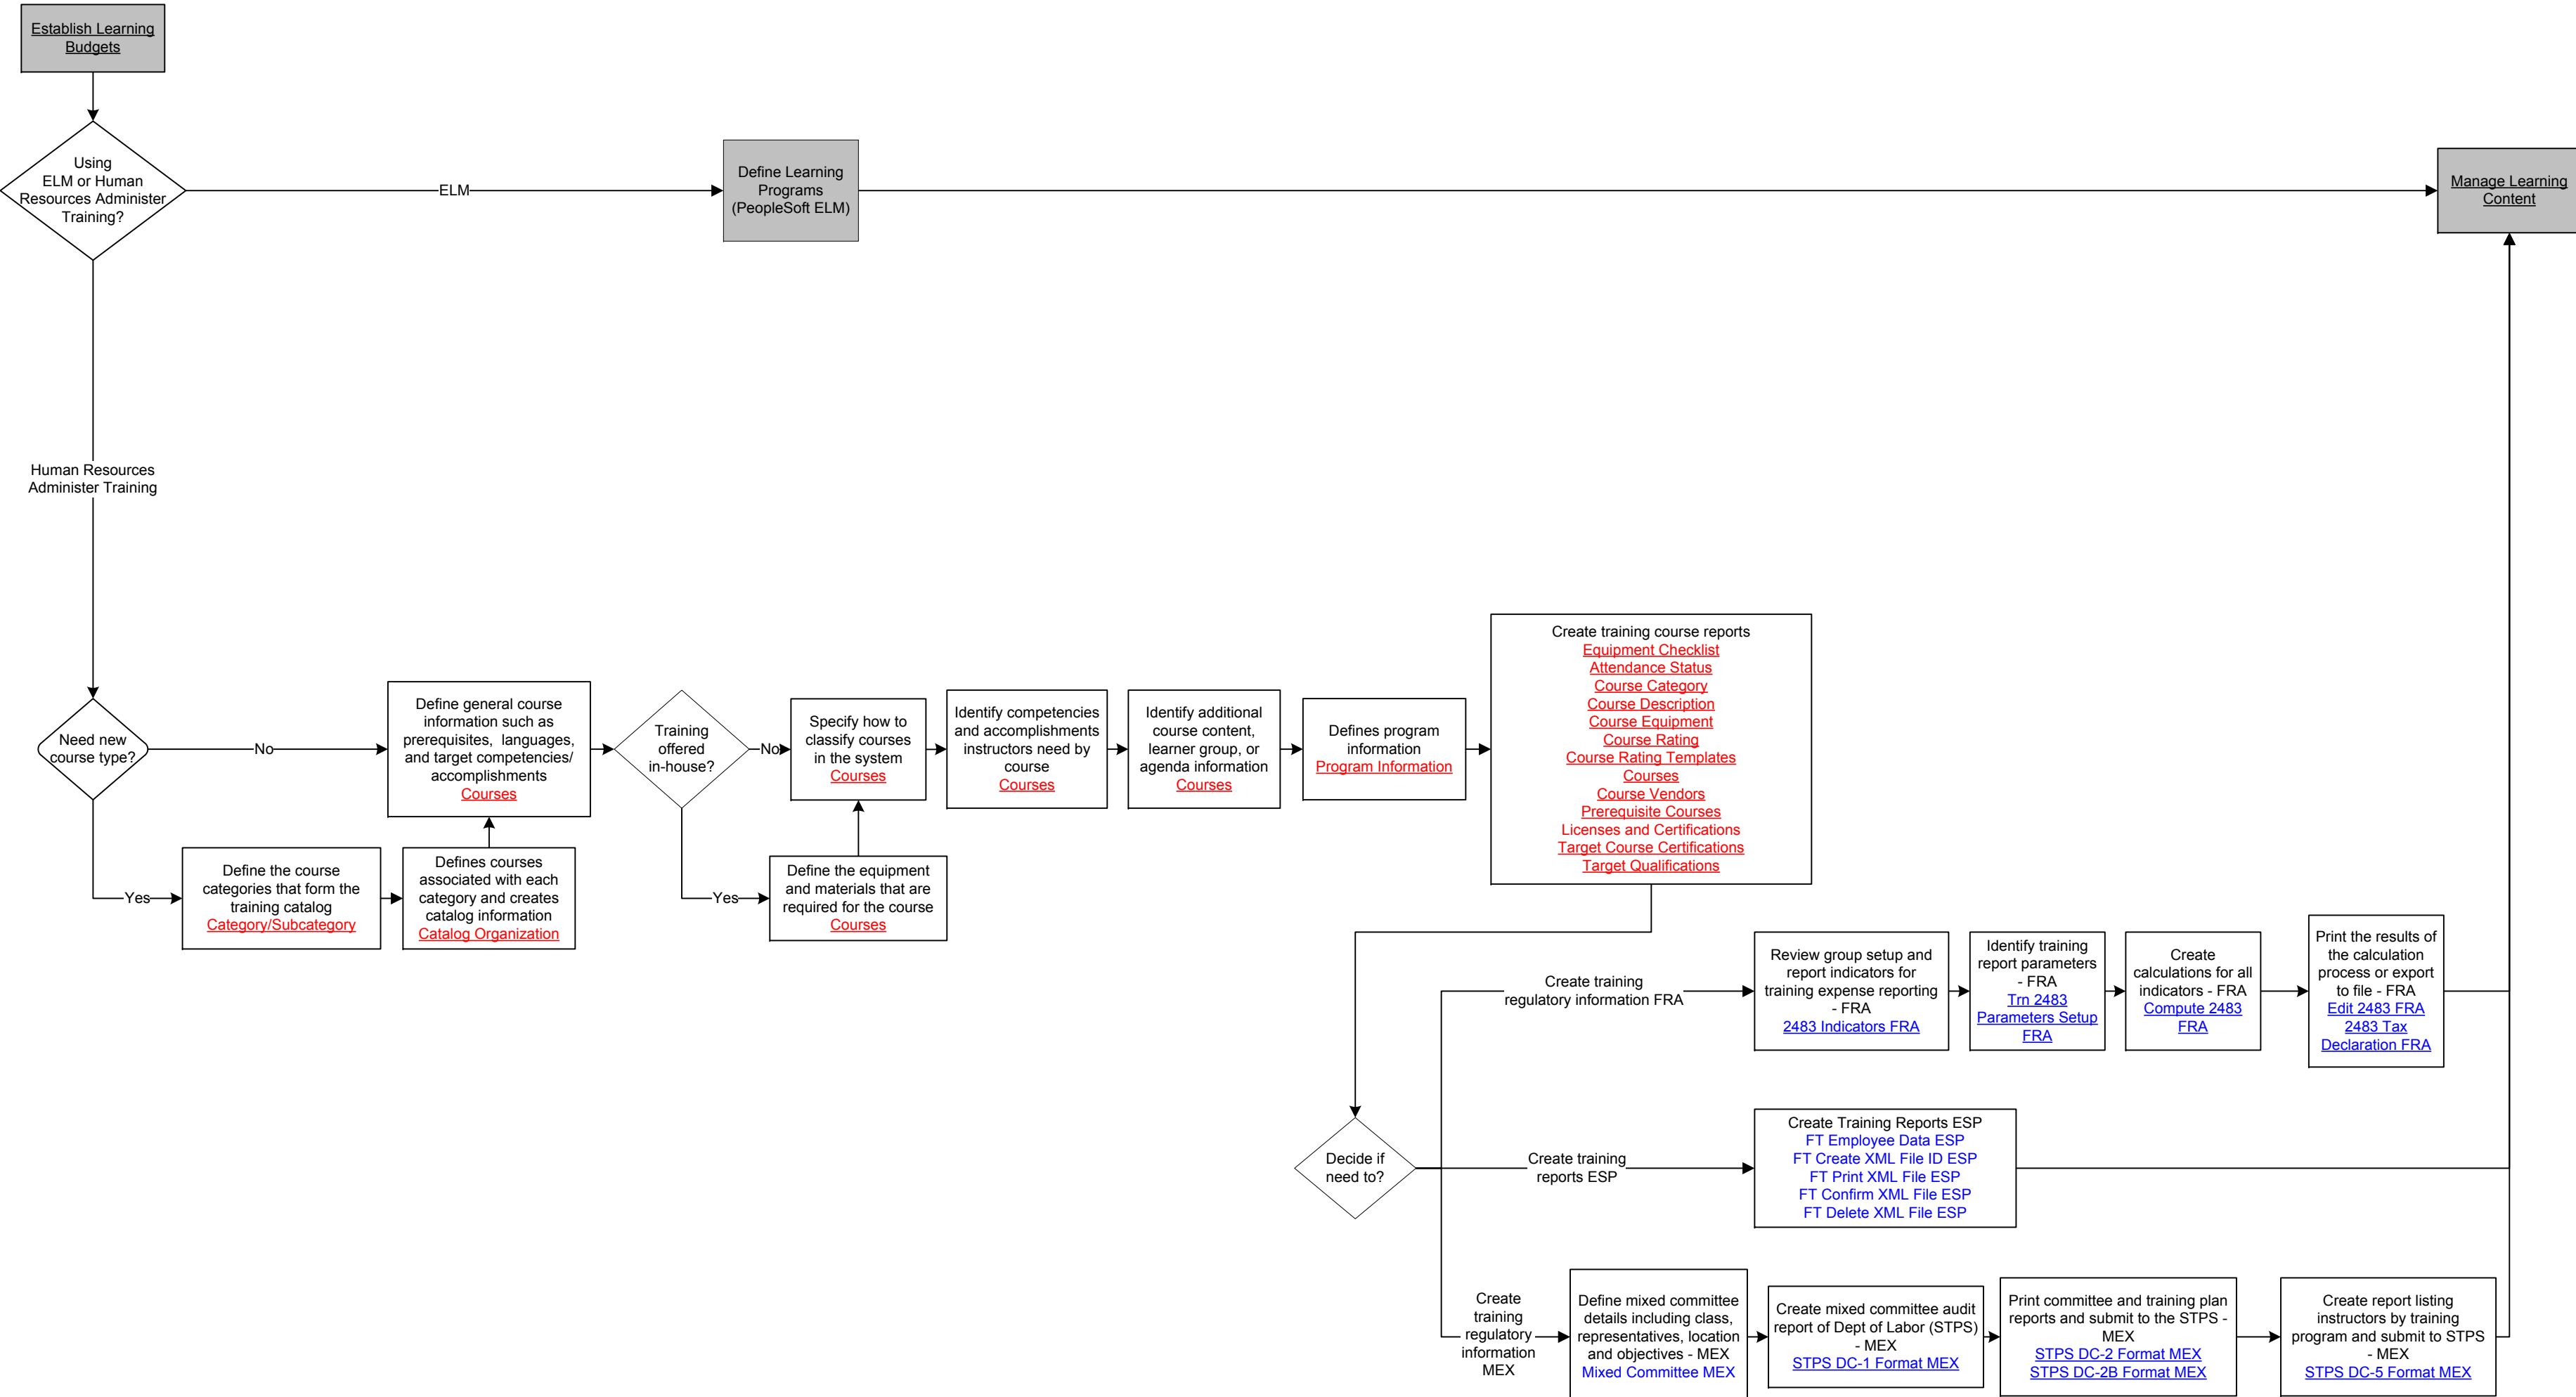 Establish Learning
Budgets
Using
ELM or Human
Resources Administer
Training?
ELM
Define Learning
Programs
(PeopleSoft ELM)
Manage Learning
Content
Human Resources
Administer Training
Need new
course type?
No
Define general course
information such as
prerequisites, languages,
and target competencies/
accomplishments
Courses
Yes
Define the course
categories that form the
training catalog
Category/Subcategory
Defines courses
associated with each
category and creates
catalog information
Catalog Organization
Training
offered
in-house?
No
Specify how to
classify courses
in the system
Courses
Yes
Define the equipment
and materials that are
required for the course
Courses
Identify competencies
and accomplishments
instructors need by
course
Courses
Identify additional
course content,
learner group, or
agenda information
Courses
Defines program
information
Program Information
Create training course reports
Equipment Checklist
Attendance Status
Course Category
Course Description
Course Equipment
Course Rating
Course Rating Templates
Courses
Course Vendors
Prerequisite Courses
Licenses and Certifications
Target Course Certifications
Target Qualifications
Decide if
need to?
Create training
regulatory information FRA
Review group setup and
report indicators for
training expense reporting
- FRA
2483 Indicators FRA
Identify training
report parameters
- FRA
Trn 2483
Parameters Setup
FRA
Create
calculations for all
indicators - FRA
Compute 2483
FRA
Print the results of
the calculation
process or export
to file - FRA
Edit 2483 FRA
2483 Tax
Declaration FRA
Create training
reports ESP
Create Training Reports ESP
FT Employee Data ESP
FT Create XML File ID ESP
FT Print XML File ESP
FT Confirm XML File ESP
FT Delete XML File ESP
Create
training
regulatory
information
MEX
Define mixed committee
details including class,
representatives, location
and objectives - MEX
Mixed Committee MEX
Create mixed committee audit
report of Dept of Labor (STPS)
- MEX
STPS DC-1 Format MEX
Print committee and training plan
reports and submit to the STPS -
MEX
STPS DC-2 Format MEX
STPS DC-2B Format MEX
Create report listing
instructors by training
program and submit to STPS
- MEX
STPS DC-5 Format MEX